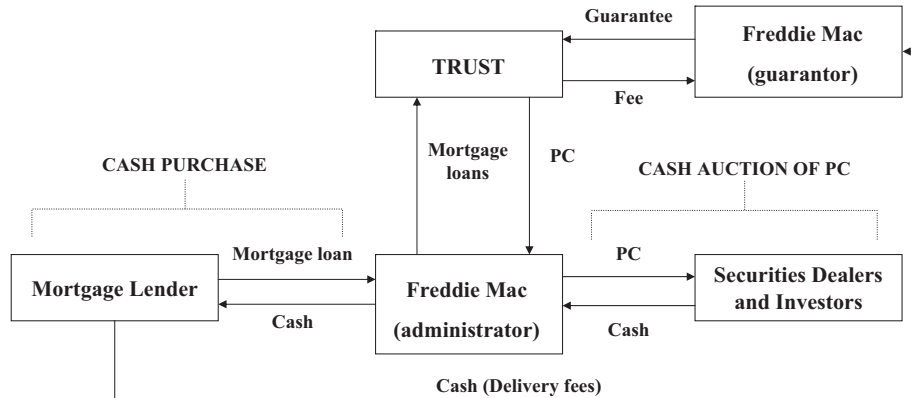 Guarantee
Freddie Mac
(guarantor)
TRUST
Fee
Mortgage
loans
PC
CASH PURCHASE
CASH AUCTION OF PC
Mortgage loan
PC
Mortgage Lender
Freddie Mac
(administrator)
Securities Dealers
and Investors
Cash
Cash
Cash (Delivery fees)